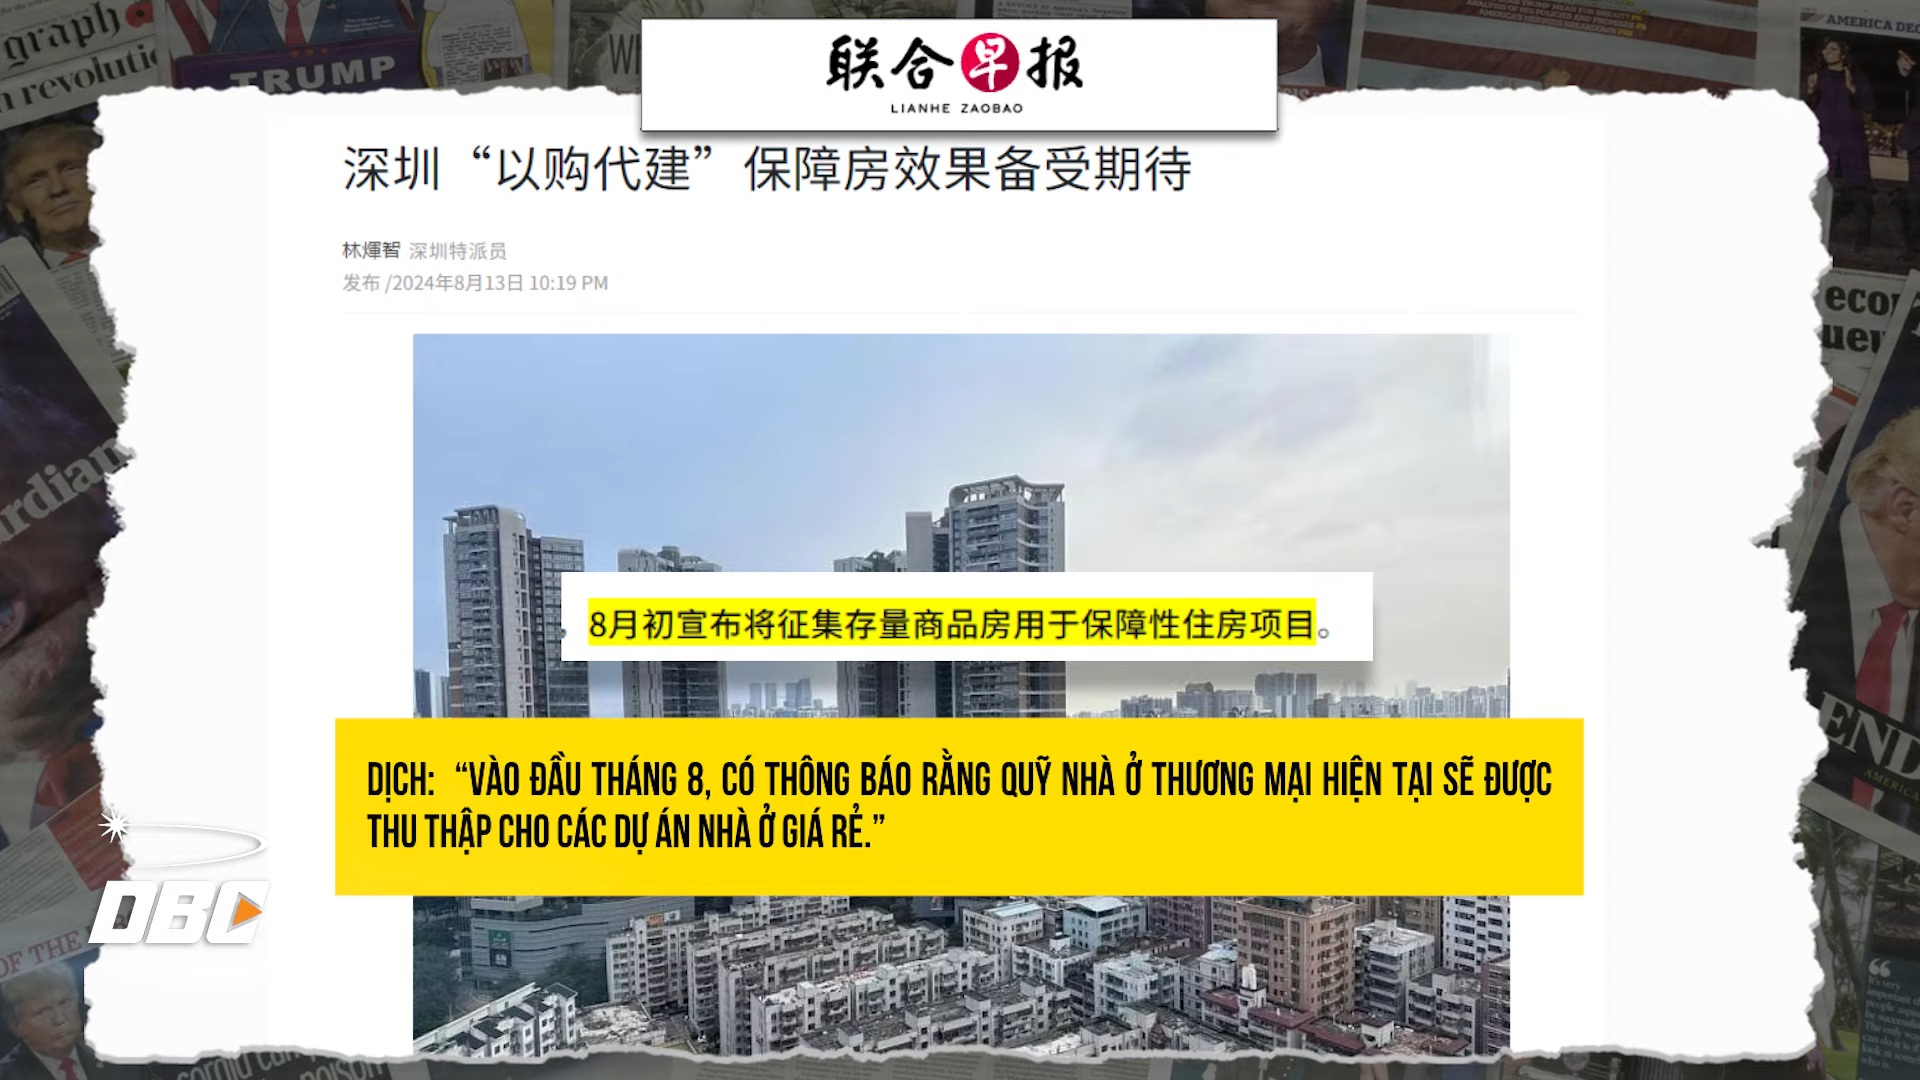 联合早报
LIANHE ZAOBAO
深圳“以购代建”保障房效果备受期待
林煇智 深圳特派员
发布 /2024年8月13日 10:19 PM
8月初宣布将征集存量商品房用于保障性住房项目。
DỊCH: “VÀO ĐẦU THÁNG 8, CÓ THÔNG BÁO RẰNG QUỸ NHÀ Ở THƯƠNG MẠI HIỆN TẠI SẼ ĐƯỢC
THU THẬP CHO CÁC DỰ ÁN NHÀ Ở GIÁ RẺ.”
DBC
TRUMP
graph
revolutio
rdian
AMERICA DEC
OF THE
END